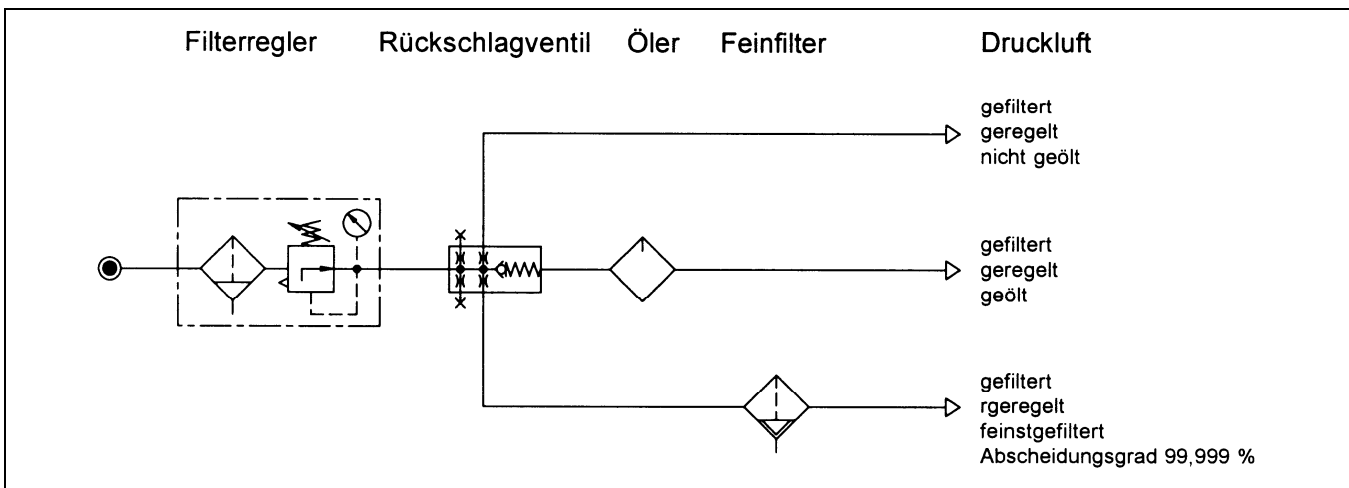 Filterregler Rückschlagventil Öler Feinfilter Druckluft
gefiltert
geregelt
nicht geölt
gefiltert
geregelt
geölt
gefiltert
rgeregelt
feinstgefiltert
Abscheidungsgrad 99,999 %